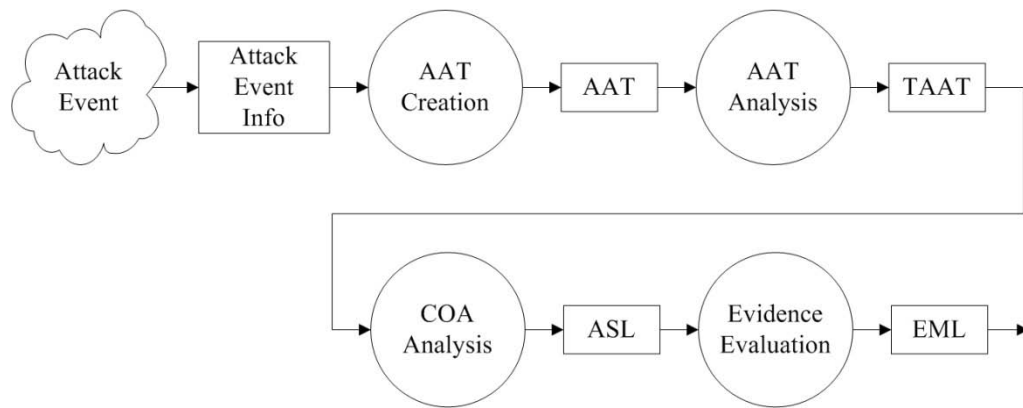 Attack
Event
Attack
Event
Info
AAT
Creation
AAT
AAT
Analysis
TAAT
COA
Analysis
ASL
Evidence
Evaluation
EML